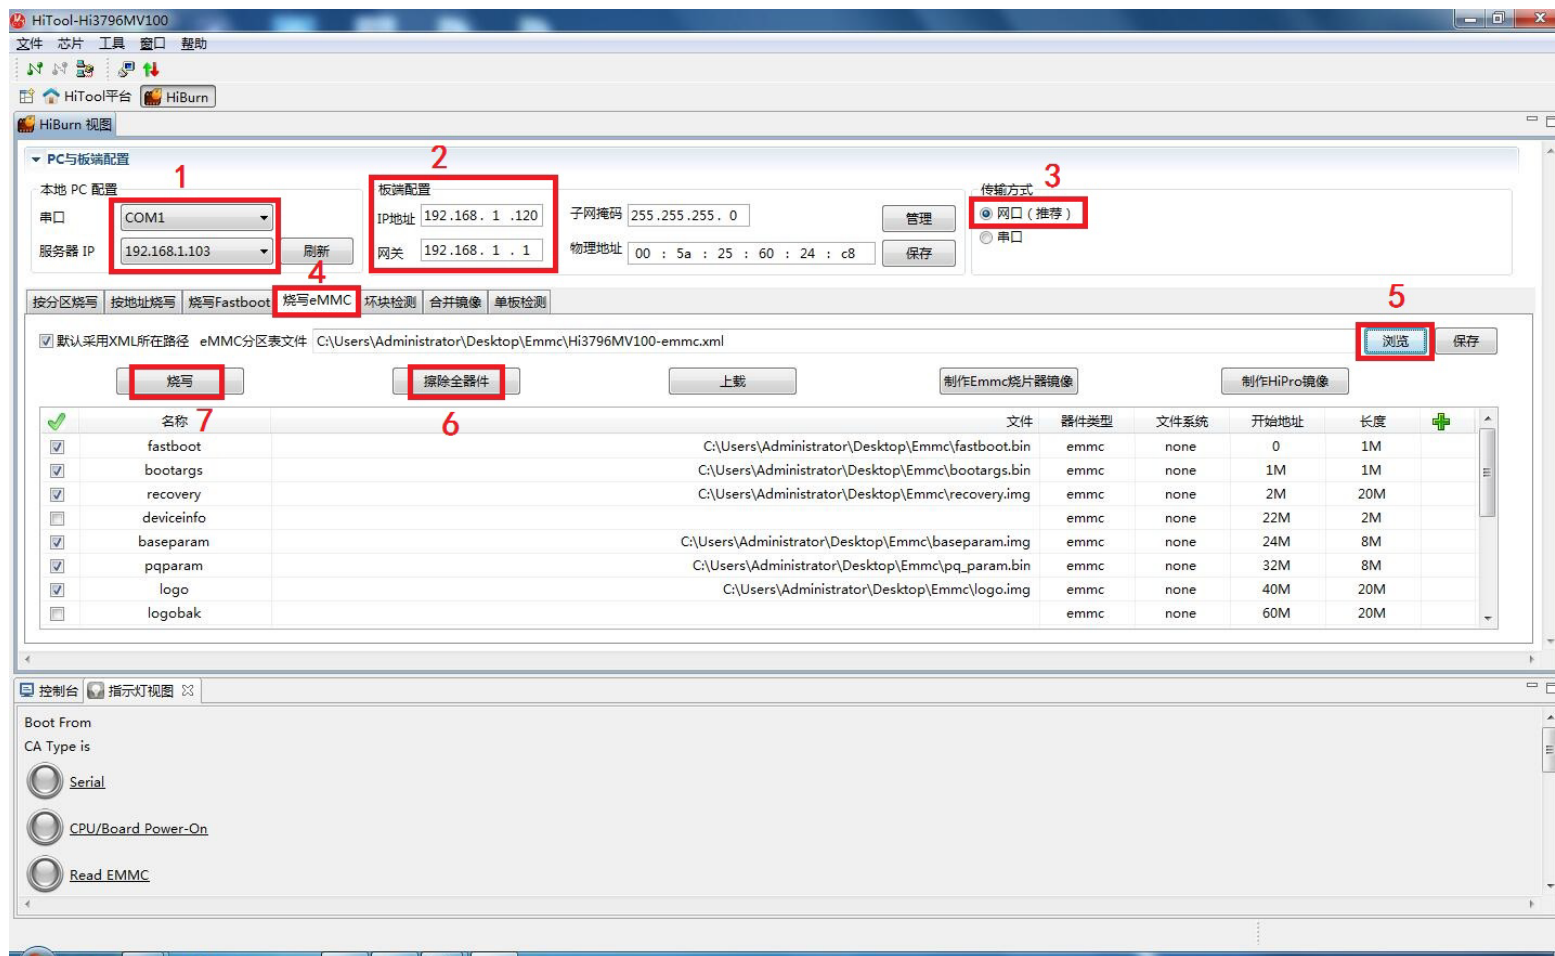 HiTool-Hi3796MV100
文件 芯片 工具 窗口 帮助
HiTool平台 HiBurn
HiBurn 视图
PC与板端配置
1 2 3
本地 PC 配置 板端配置 传输方式
串口 COM1 IP地址 192.168. 1 .120 子网掩码 255.255.255. 0 管理 网口（推荐）
服务器 IP 192.168.1.103 刷新 网关 192.168. 1 . 1 物理地址 00 : 5a : 25 : 60 : 24 : c8 保存 串口
4 5
按分区烧写 按地址烧写 烧写Fastboot 烧写eMMC 坏块检测 合并镜像 单板检测
默认采用XML所在路径 eMMC分区表文件 C:\Users\Administrator\Desktop\Emmc\Hi3796MV100-emmc.xml 浏览 保存
烧写 擦除全器件 上载 制作Emmc烧片器镜像 制作HiPro镜像
7 6
名称 文件 器件类型 文件系统 开始地址 长度
fastboot C:\Users\Administrator\Desktop\Emmc\fastboot.bin emmc none 0 1M
bootargs C:\Users\Administrator\Desktop\Emmc\bootargs.bin emmc none 1M 1M
recovery C:\Users\Administrator\Desktop\Emmc\recovery.img emmc none 2M 20M
deviceinfo emmc none 22M 2M
baseparam C:\Users\Administrator\Desktop\Emmc\baseparam.img emmc none 24M 8M
pqparam C:\Users\Administrator\Desktop\Emmc\pq_param.bin emmc none 32M 8M
logo C:\Users\Administrator\Desktop\Emmc\logo.img emmc none 40M 20M
logobak emmc none 60M 20M
控制台 指示灯视图
Boot From
CA Type is
Serial
CPU/Board Power-On
Read EMMC